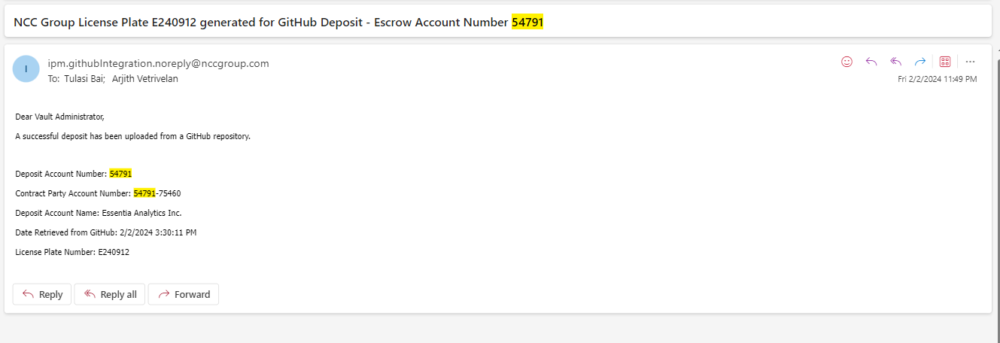 NCC Group License Plate E240912 generated for GitHub Deposit - Escrow Account Number 54791
I
ipm.githubIntegration.noreply@nccgroup.com
To: Tulasi Bai; Arjith Vetrivelan
Fri 2/2/2024 11:49 PM
Dear Vault Administrator,
A successful deposit has been uploaded from a GitHub repository.
Deposit Account Number: 54791
Contract Party Account Number: 54791-75460
Deposit Account Name: Essentia Analytics Inc.
Date Retrieved from GitHub: 2/2/2024 3:30:11 PM
License Plate Number: E240912
Reply Reply all Forward